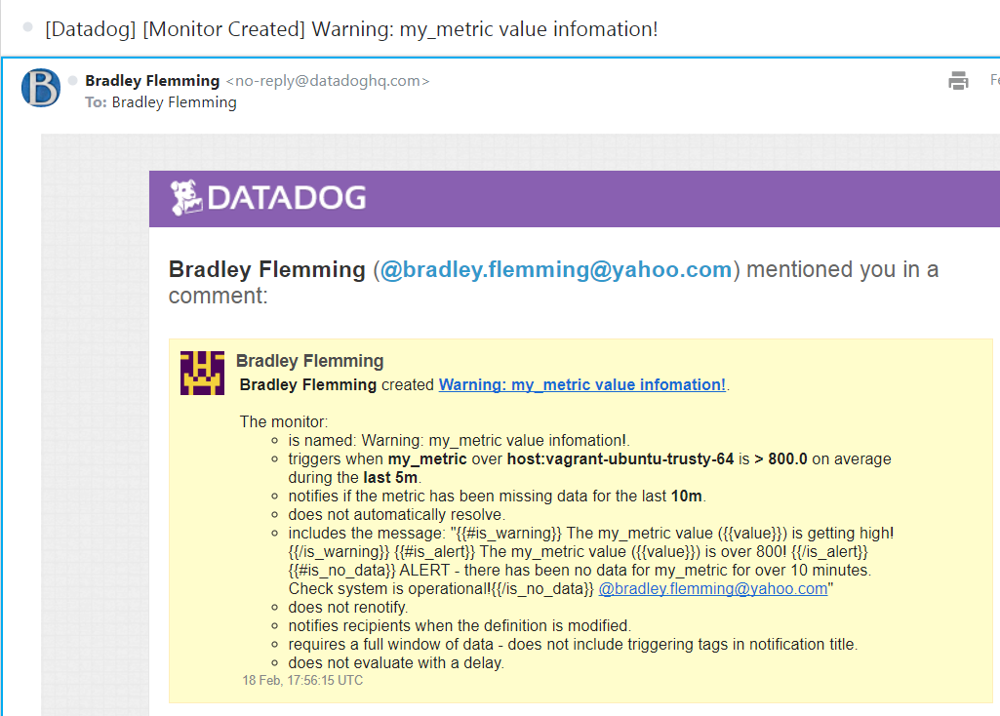 [Datadog] [Monitor Created] Warning: my_metric value infomation!
B
Bradley Flemming <no-reply@datadoghq.com>
Fe
To: Bradley Flemming
DATADOG
Bradley Flemming (@bradley.flemming@yahoo.com) mentioned you in a
comment:
Bradley Flemming
Bradley Flemming created Warning: my_metric value infomation!.
The monitor:
is named: Warning: my_metric value infomation!.
triggers when my_metric over host:vagrant-ubuntu-trusty-64 is > 800.0 on average
during the last 5m.
notifies if the metric has been missing data for the last 10m.
does not automatically resolve.
includes the message: "{{#is_warning}} The my_metric value ({{value}}) is getting high!
{{/is_warning}} {{#is_alert}} The my_metric value ({{value}}) is over 800! {{/is_alert}}
{{#is_no_data}} ALERT - there has been no data for my_metric for over 10 minutes.
Check system is operational!{{/is_no_data}} @bradley.flemming@yahoo.com"
does not renotify.
notifies recipients when the definition is modified.
requires a full window of data - does not include triggering tags in notification title.
does not evaluate with a delay.
18 Feb, 17:56:15 UTC